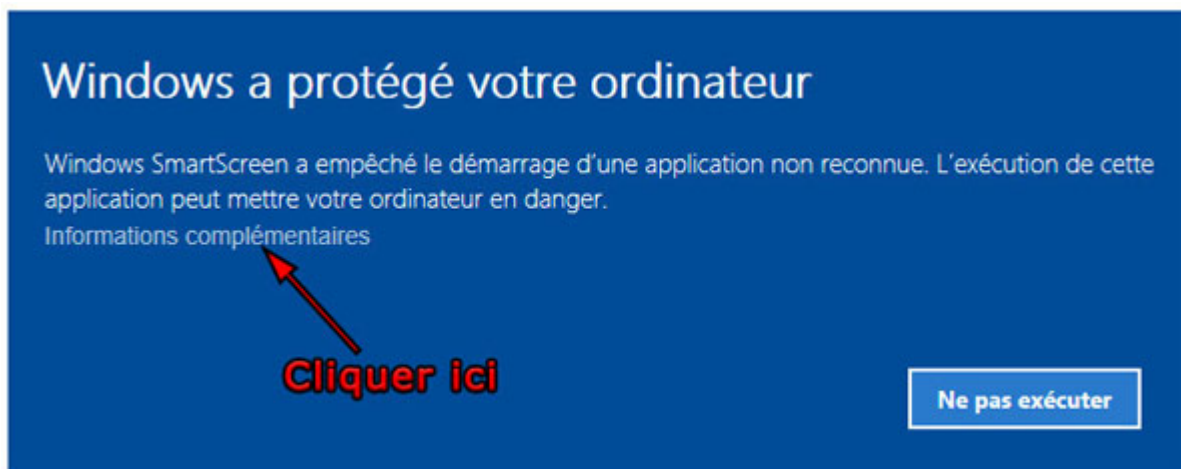 Windows a protégé votre ordinateur
Windows SmartScreen a empêché le démarrage d'une application non reconnue. L'exécution de cette
application peut mettre votre ordinateur en danger.
Informations complémentaires
Cliquer ici
Ne pas exécuter